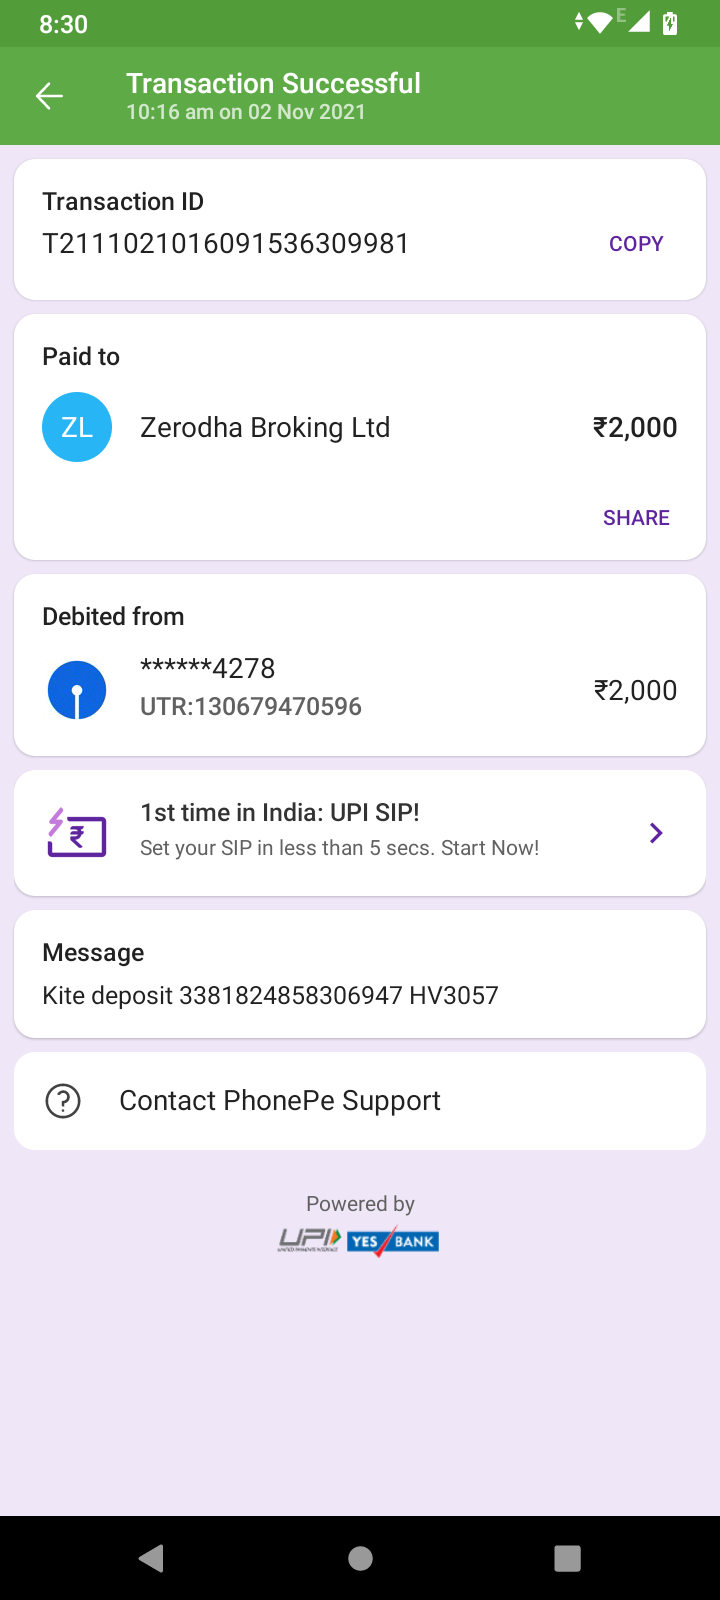 8:30
E
Transaction Successful
10:16 am on 02 Nov 2021
Transaction ID
T2111021016091536309981
COPY
Paid to
ZL
Zerodha Broking Ltd
₹2,000
SHARE
Debited from
******4278
UTR:130679470596
₹2,000
1st time in India: UPI SIP!
Set your SIP in less than 5 secs. Start Now!
Message
Kite deposit 3381824858306947 HV3057
Contact PhonePe Support
Powered by
UPI YES BANK
UNIFIED PAYMENTS INTERFACE